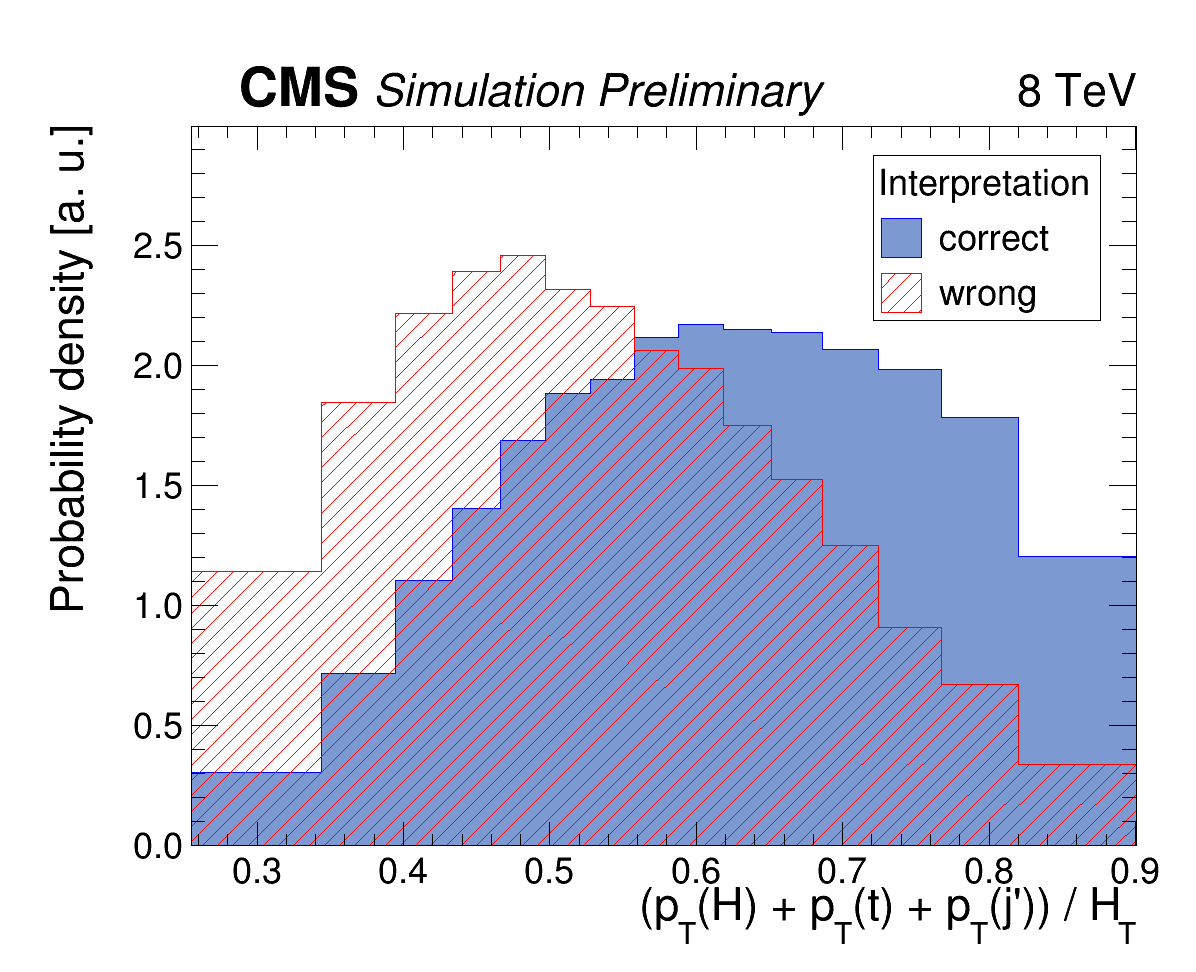 CMS Simulation Preliminary 8 TeV
Probability density [a. u.]
Interpretation
correct
wrong
2.5
2.0
1.5
1.0
0.5
0.0
0.3 0.4 0.5 0.6 0.7 0.8 0.9
(pT(H) + pT(t) + pT(j')) / HT